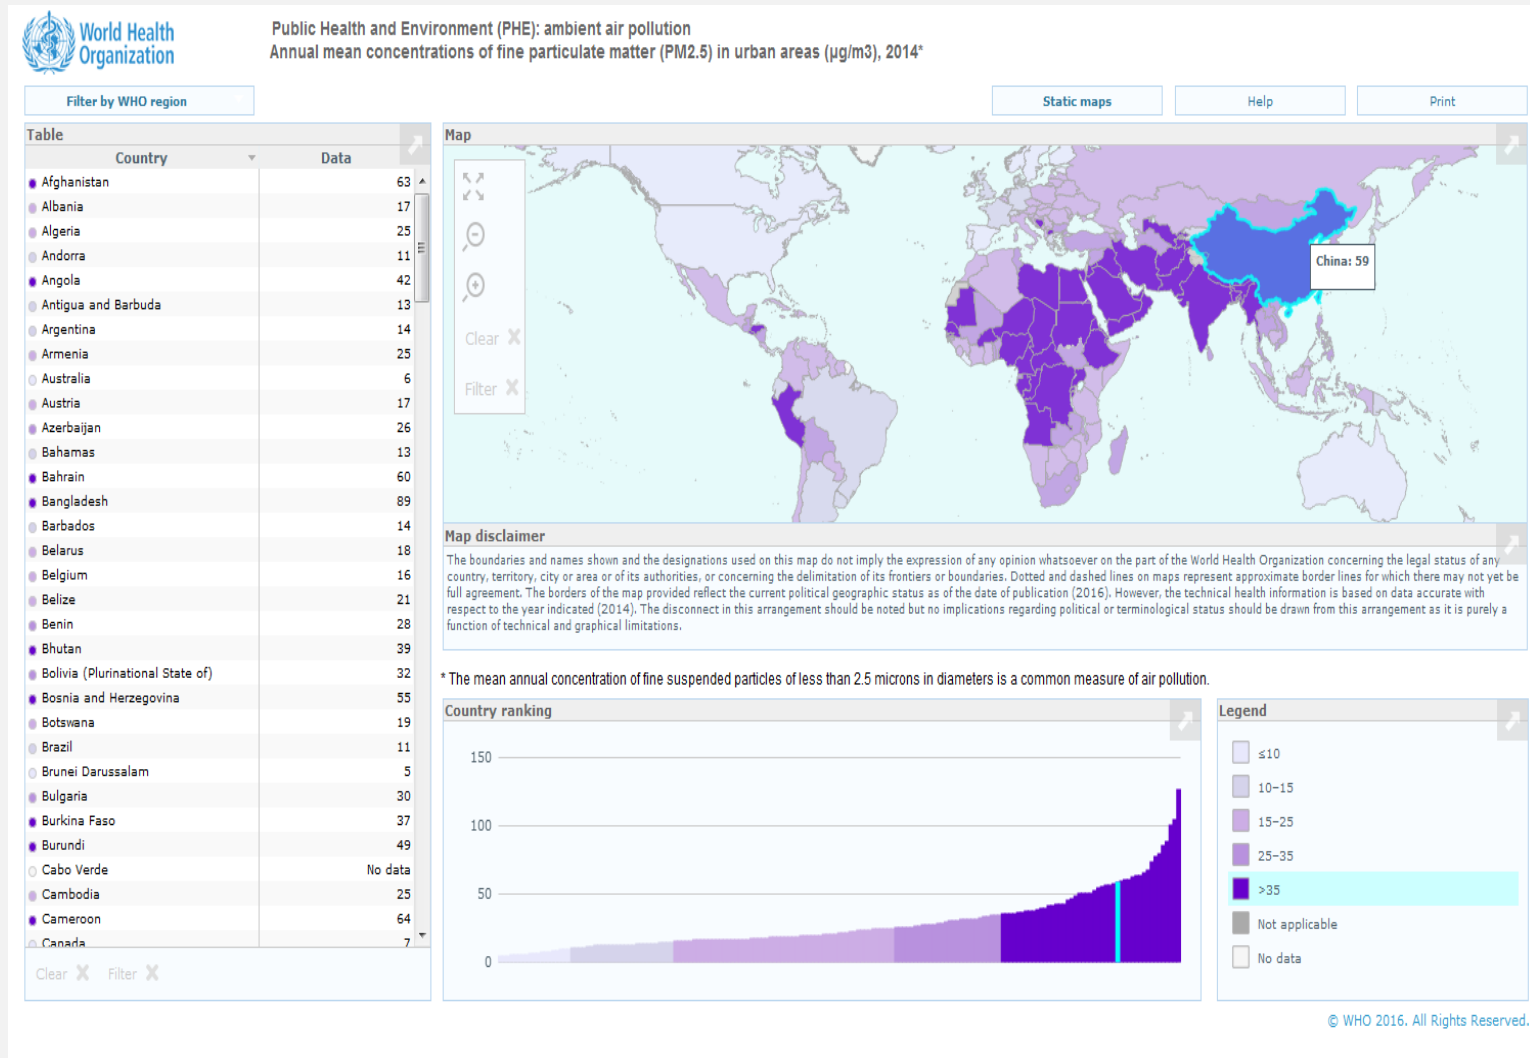 World Health
Organization
Public Health and Environment (PHE): ambient air pollution
Annual mean concentrations of fine particulate matter (PM2.5) in urban areas (µg/m3), 2014*
Filter by WHO region
Static maps
Help
Print
Table
Country Data
Afghanistan 63
Albania 17
Algeria 25
Andorra 11
Angola 42
Antigua and Barbuda 13
Argentina 14
Armenia 25
Australia 6
Austria 17
Azerbaijan 26
Bahamas 13
Bahrain 60
Bangladesh 89
Barbados 14
Belarus 18
Belgium 16
Belize 21
Benin 28
Bhutan 39
Bolivia (Plurinational State of) 32
Bosnia and Herzegovina 55
Botswana 19
Brazil 11
Brunei Darussalam 5
Bulgaria 30
Burkina Faso 37
Burundi 49
Cabo Verde No data
Cambodia 25
Cameroon 64
Canada 7
Clear Filter
Map
Clear
Filter
China: 59
Map disclaimer
The boundaries and names shown and the designations used on this map do not imply the expression of any opinion whatsoever on the part of the World Health Organization concerning the legal status of any
country, territory, city or area or of its authorities, or concerning the delimitation of its frontiers or boundaries. Dotted and dashed lines on maps represent approximate border lines for which there may not yet be
full agreement. The borders of the map provided reflect the current political geographic status as of the date of publication (2016). However, the technical health information is based on data accurate with
respect to the year indicated (2014). The disconnect in this arrangement should be noted but no implications regarding political or terminological status should be drawn from this arrangement as it is purely a
function of technical and graphical limitations.
* The mean annual concentration of fine suspended particles of less than 2.5 microns in diameters is a common measure of air pollution.
Country ranking
150
100
50
0
Legend
≤10
10-15
15-25
25-35
>35
Not applicable
No data
© WHO 2016. All Rights Reserved.